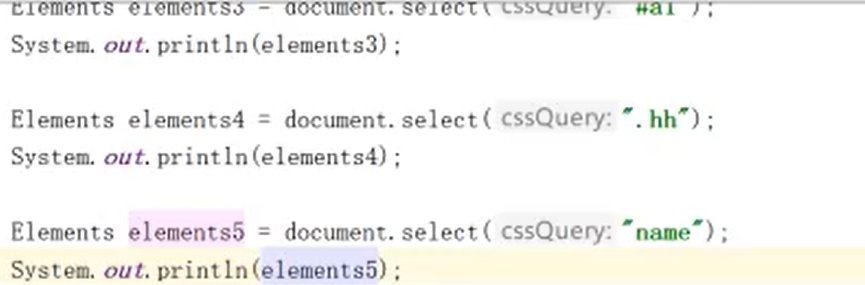 Elements elements3 = document.select( cssQuery: "#a1");
System.out.println(elements3);
Elements elements4 = document.select( cssQuery: ".hh");
System.out.println(elements4);
Elements elements5 = document.select( cssQuery: "name");
System.out.println(elements5);